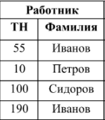 Работник
ТН Фамилия
55 Иванов
10 Петров
100 Сидоров
190 Иванов